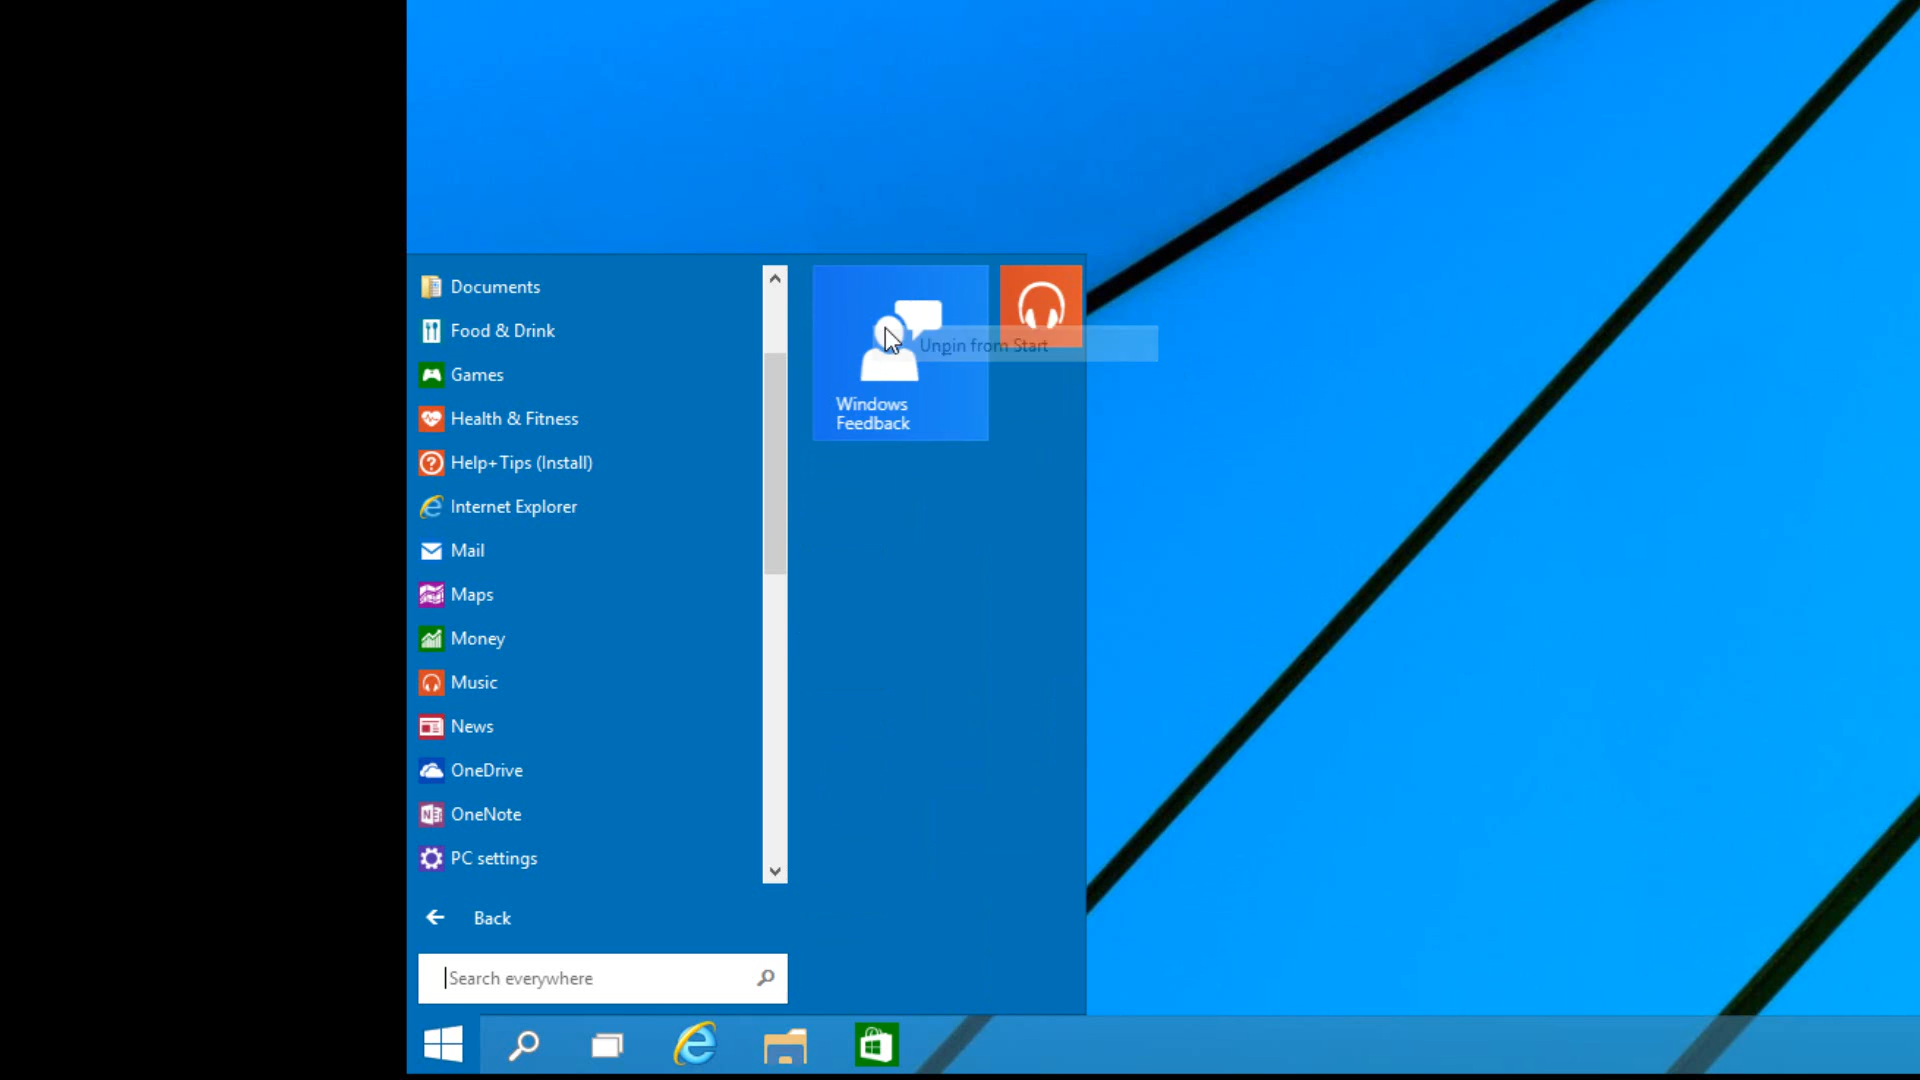 Documents
Food & Drink
Games
Health & Fitness
Help+Tips (Install)
Internet Explorer
Mail
Maps
Money
Music
News
OneDrive
OneNote
PC settings
Back
Search everywhere
Windows
Feedback
Unpin from Start